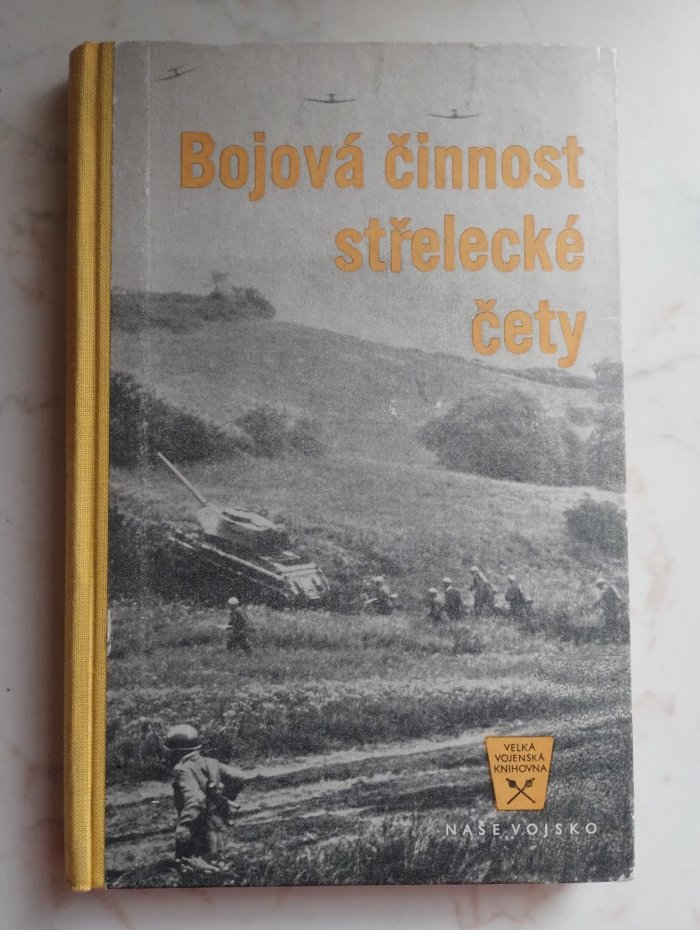 Bojová činnost
střelecké
čety
VELKÁ
VOJENSKÁ
KNIHOVNA
NAŠE VOJSKO